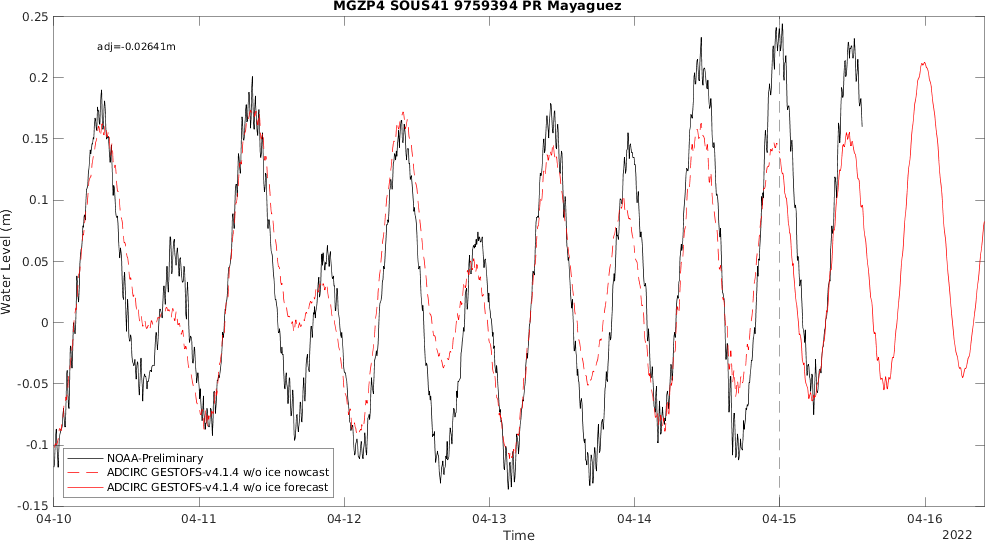 MGZP4 SOUS41 9759394 PR Mayaguez
adj=-0.02641m
Water Level (m)
0.25
0.2
0.15
0.1
0.05
0
-0.05
-0.1
-0.15
NOAA-Preliminary
ADCIRC GESTOFS-v4.1.4 w/o ice nowcast
ADCIRC GESTOFS-v4.1.4 w/o ice forecast
04-10 04-11 04-12 04-13 04-14 04-15 04-16
Time
2022